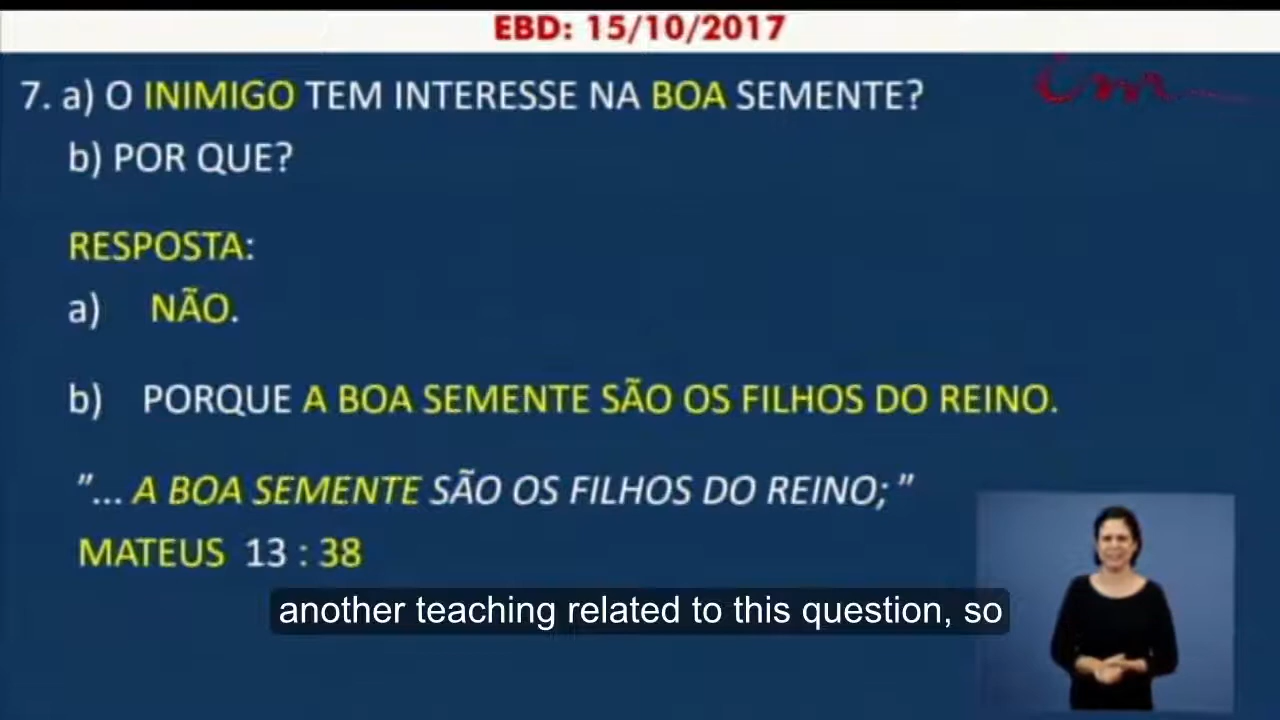 EBD: 15/10/2017
7. a) O INIMIGO TEM INTERESSE NA BOA SEMENTE?
b) POR QUE?
RESPOSTA:
a) NÃO.
b) PORQUE A BOA SEMENTE SÃO OS FILHOS DO REINO.
"... A BOA SEMENTE SÃO OS FILHOS DO REINO; "
MATEUS 13 : 38
another teaching related to this question, so